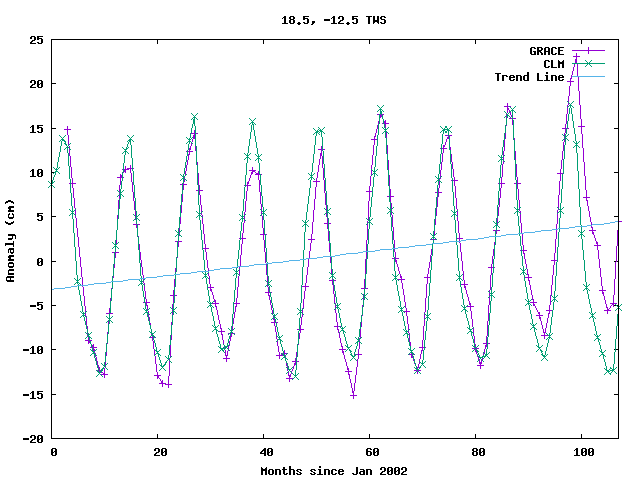 18.5, -12.5 TWS
GRACE
CLM
Trend Line
25
20
15
10
5
0
-5
-10
-15
-20
Anomaly (cm)
0 20 40 60 80 100
Months since Jan 2002